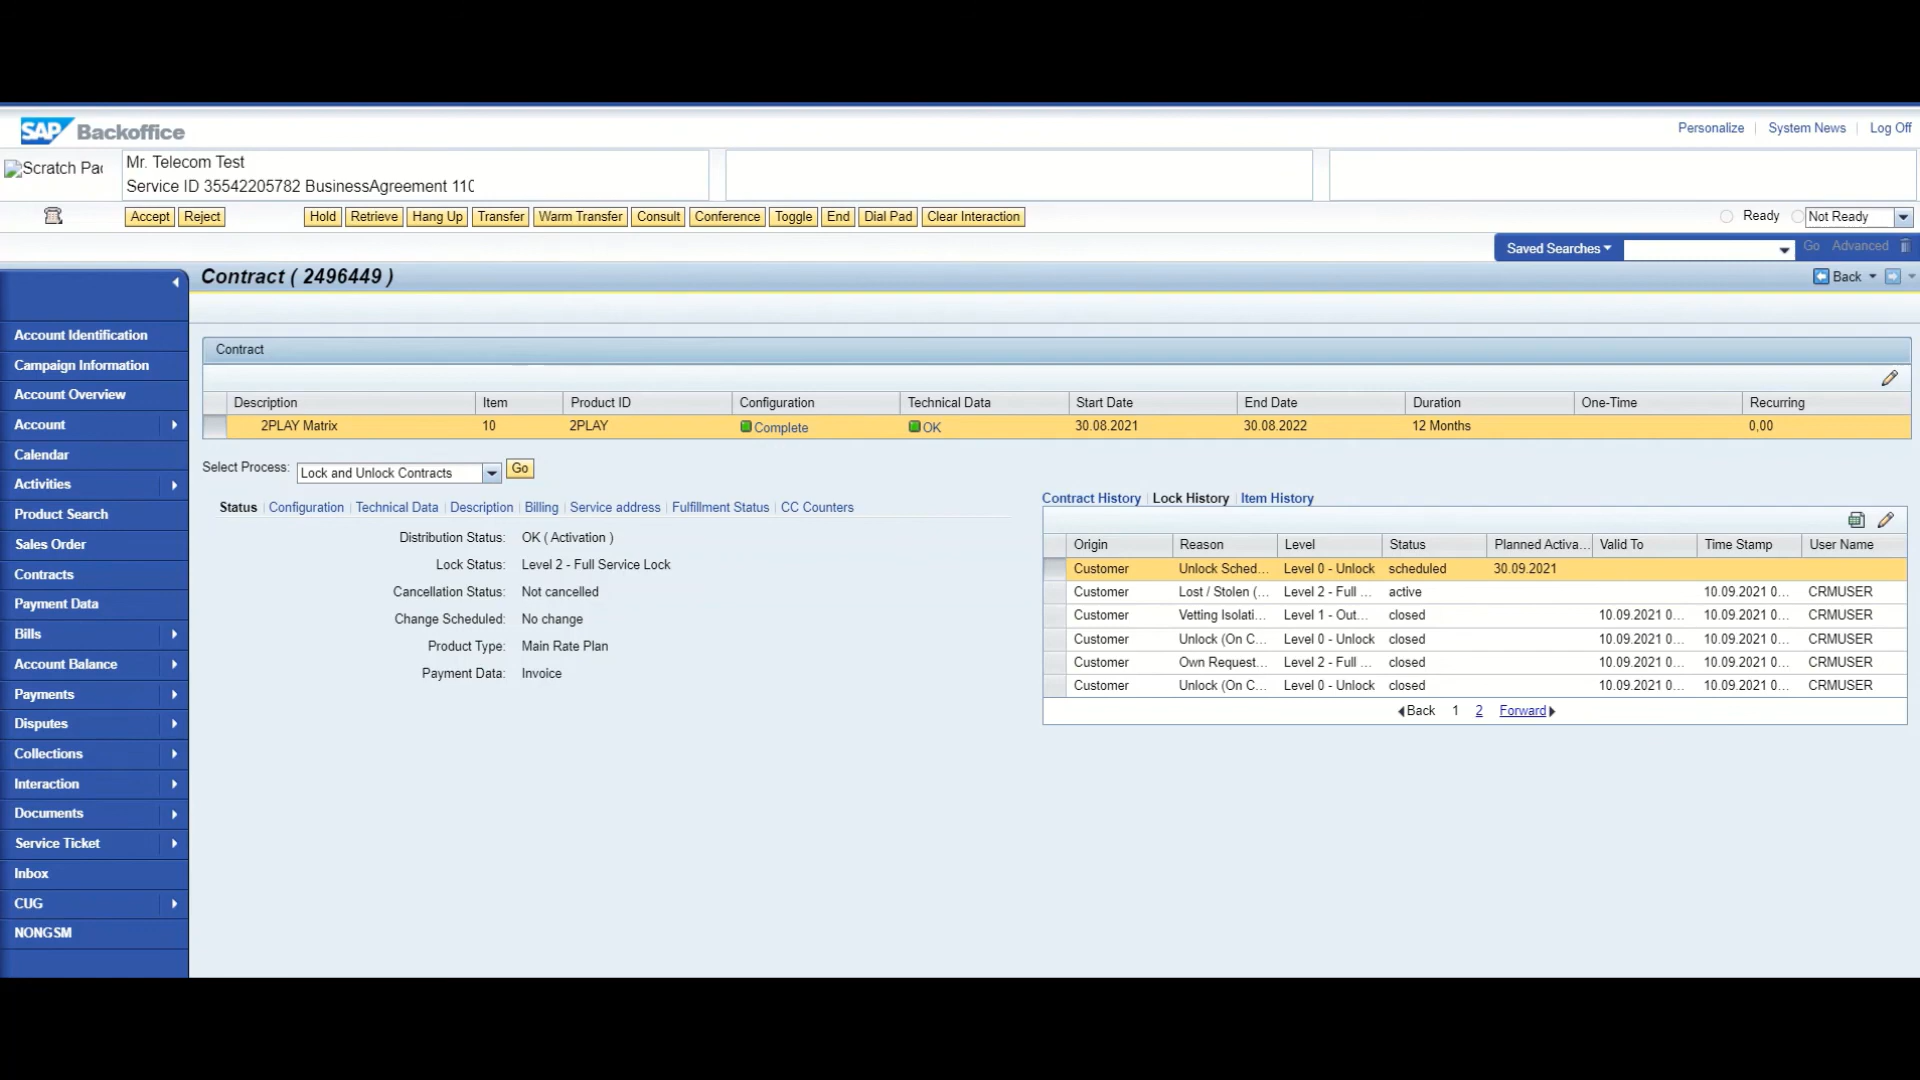 SAP Backoffice
Personalize System News Log Off
Scratch Pac
Mr. Telecom Test
Service ID 35542205782 BusinessAgreement 110
Accept Reject Hold Retrieve Hang Up Transfer Warm Transfer Consult Conference Toggle End Dial Pad Clear Interaction Ready Not Ready
Saved Searches Go Advanced
Contract ( 2496449 ) Back
Account Identification
Campaign Information
Account Overview
Account
Calendar
Activities
Product Search
Sales Order
Contracts
Payment Data
Bills
Account Balance
Payments
Disputes
Collections
Interaction
Documents
Service Ticket
Inbox
CUG
NONGSM
Contract
Description Item Product ID Configuration Technical Data Start Date End Date Duration One-Time Recurring
2PLAY Matrix 10 2PLAY Complete OK 30.08.2021 30.08.2022 12 Months 0,00
Select Process: Lock and Unlock Contracts Go
Status Configuration Technical Data Description Billing Service address Fulfillment Status CC Counters
Distribution Status: OK ( Activation )
Lock Status: Level 2 - Full Service Lock
Cancellation Status: Not cancelled
Change Scheduled: No change
Product Type: Main Rate Plan
Payment Data: Invoice
Contract History Lock History Item History
Origin Reason Level Status Planned Activa... Valid To Time Stamp User Name
Customer Unlock Sched... Level 0 - Unlock scheduled 30.09.2021
Customer Lost / Stolen (... Level 2 - Full ... active 10.09.2021 0... CRMUSER
Customer Vetting Isolati... Level 1 - Out... closed 10.09.2021 0... 10.09.2021 0... CRMUSER
Customer Unlock (On C... Level 0 - Unlock closed 10.09.2021 0... 10.09.2021 0... CRMUSER
Customer Own Request... Level 2 - Full ... closed 10.09.2021 0... 10.09.2021 0... CRMUSER
Customer Unlock (On C... Level 0 - Unlock closed 10.09.2021 0... 10.09.2021 0... CRMUSER
Back 1 2 Forward